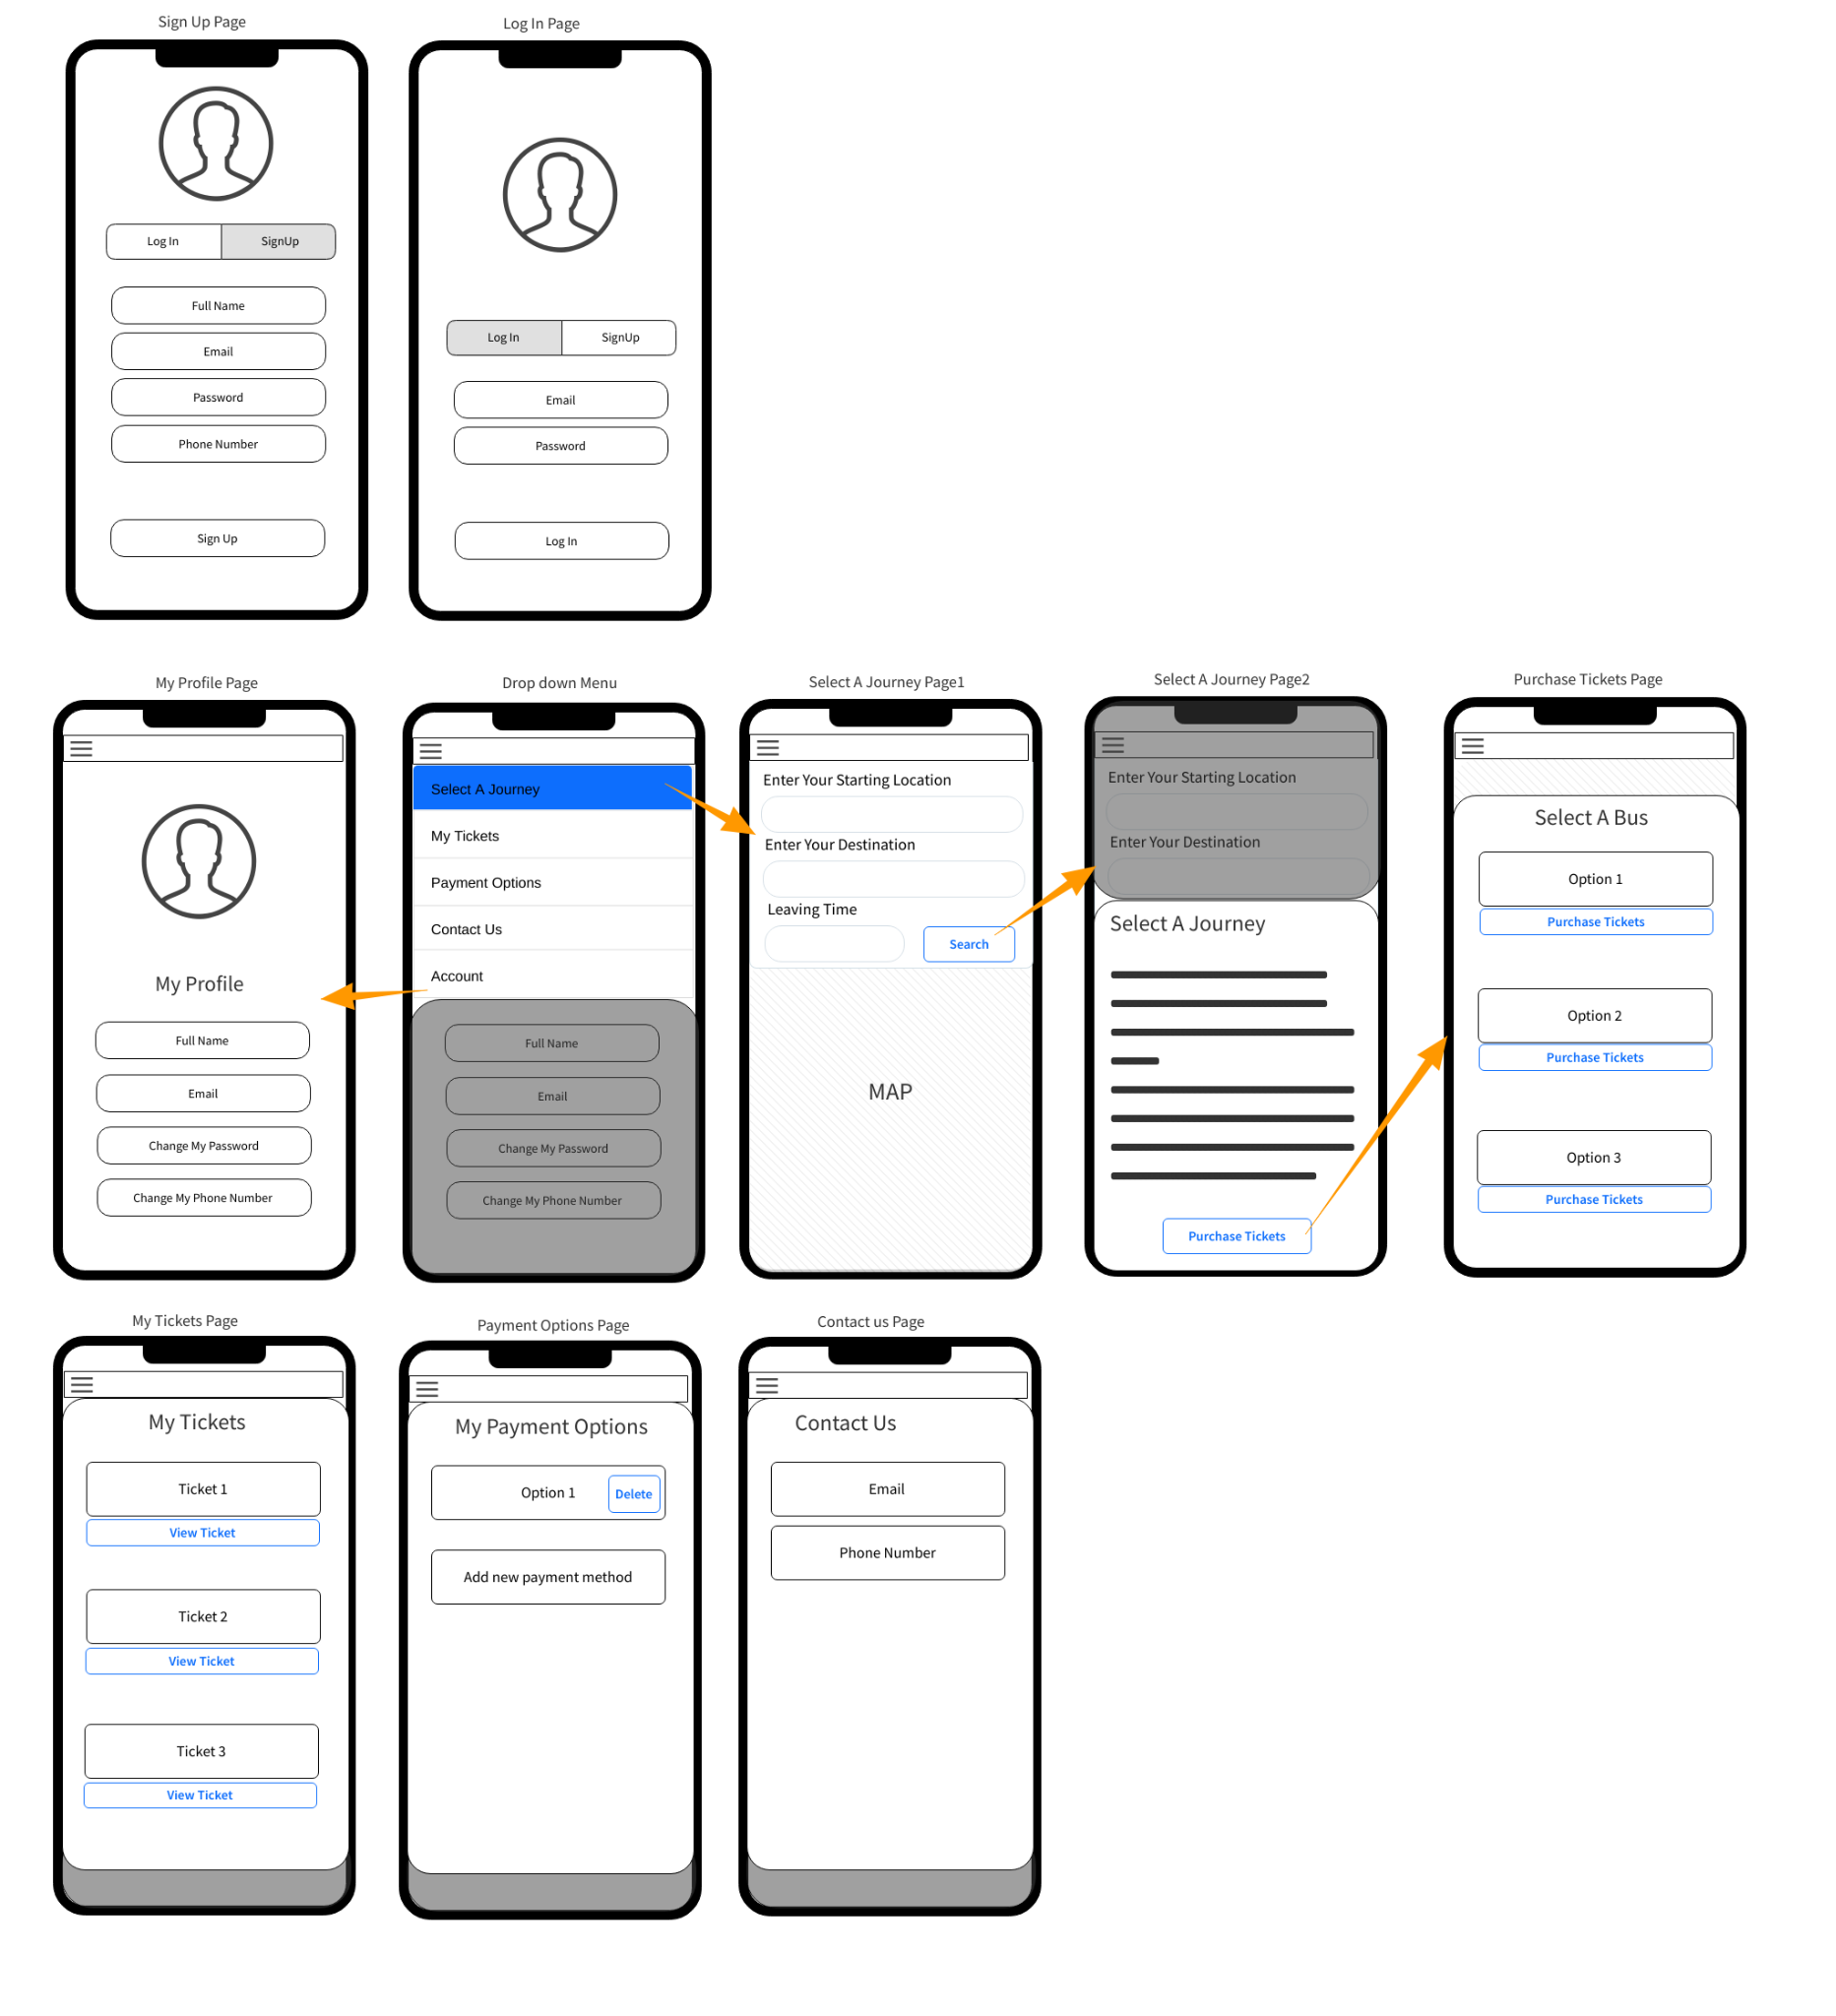 Sign Up Page
Log In
SignUp
Full Name
Email
Password
Phone Number
Sign Up
Log In Page
Log In
SignUp
Email
Password
Log In
My Profile Page
My Profile
Full Name
Email
Change My Password
Change My Phone Number
Drop down Menu
Select A Journey
My Tickets
Payment Options
Contact Us
Account
Full Name
Email
Change My Password
Change My Phone Number
Select A Journey Page1
Enter Your Starting Location
Enter Your Destination
Leaving Time
Search
MAP
Select A Journey Page2
Enter Your Starting Location
Enter Your Destination
Select A Journey
Purchase Tickets
Purchase Tickets Page
Select A Bus
Option 1
Purchase Tickets
Option 2
Purchase Tickets
Option 3
Purchase Tickets
My Tickets Page
My Tickets
Ticket 1
View Ticket
Ticket 2
View Ticket
Ticket 3
View Ticket
Payment Options Page
My Payment Options
Option 1
Delete
Add new payment method
Contact us Page
Contact Us
Email
Phone Number